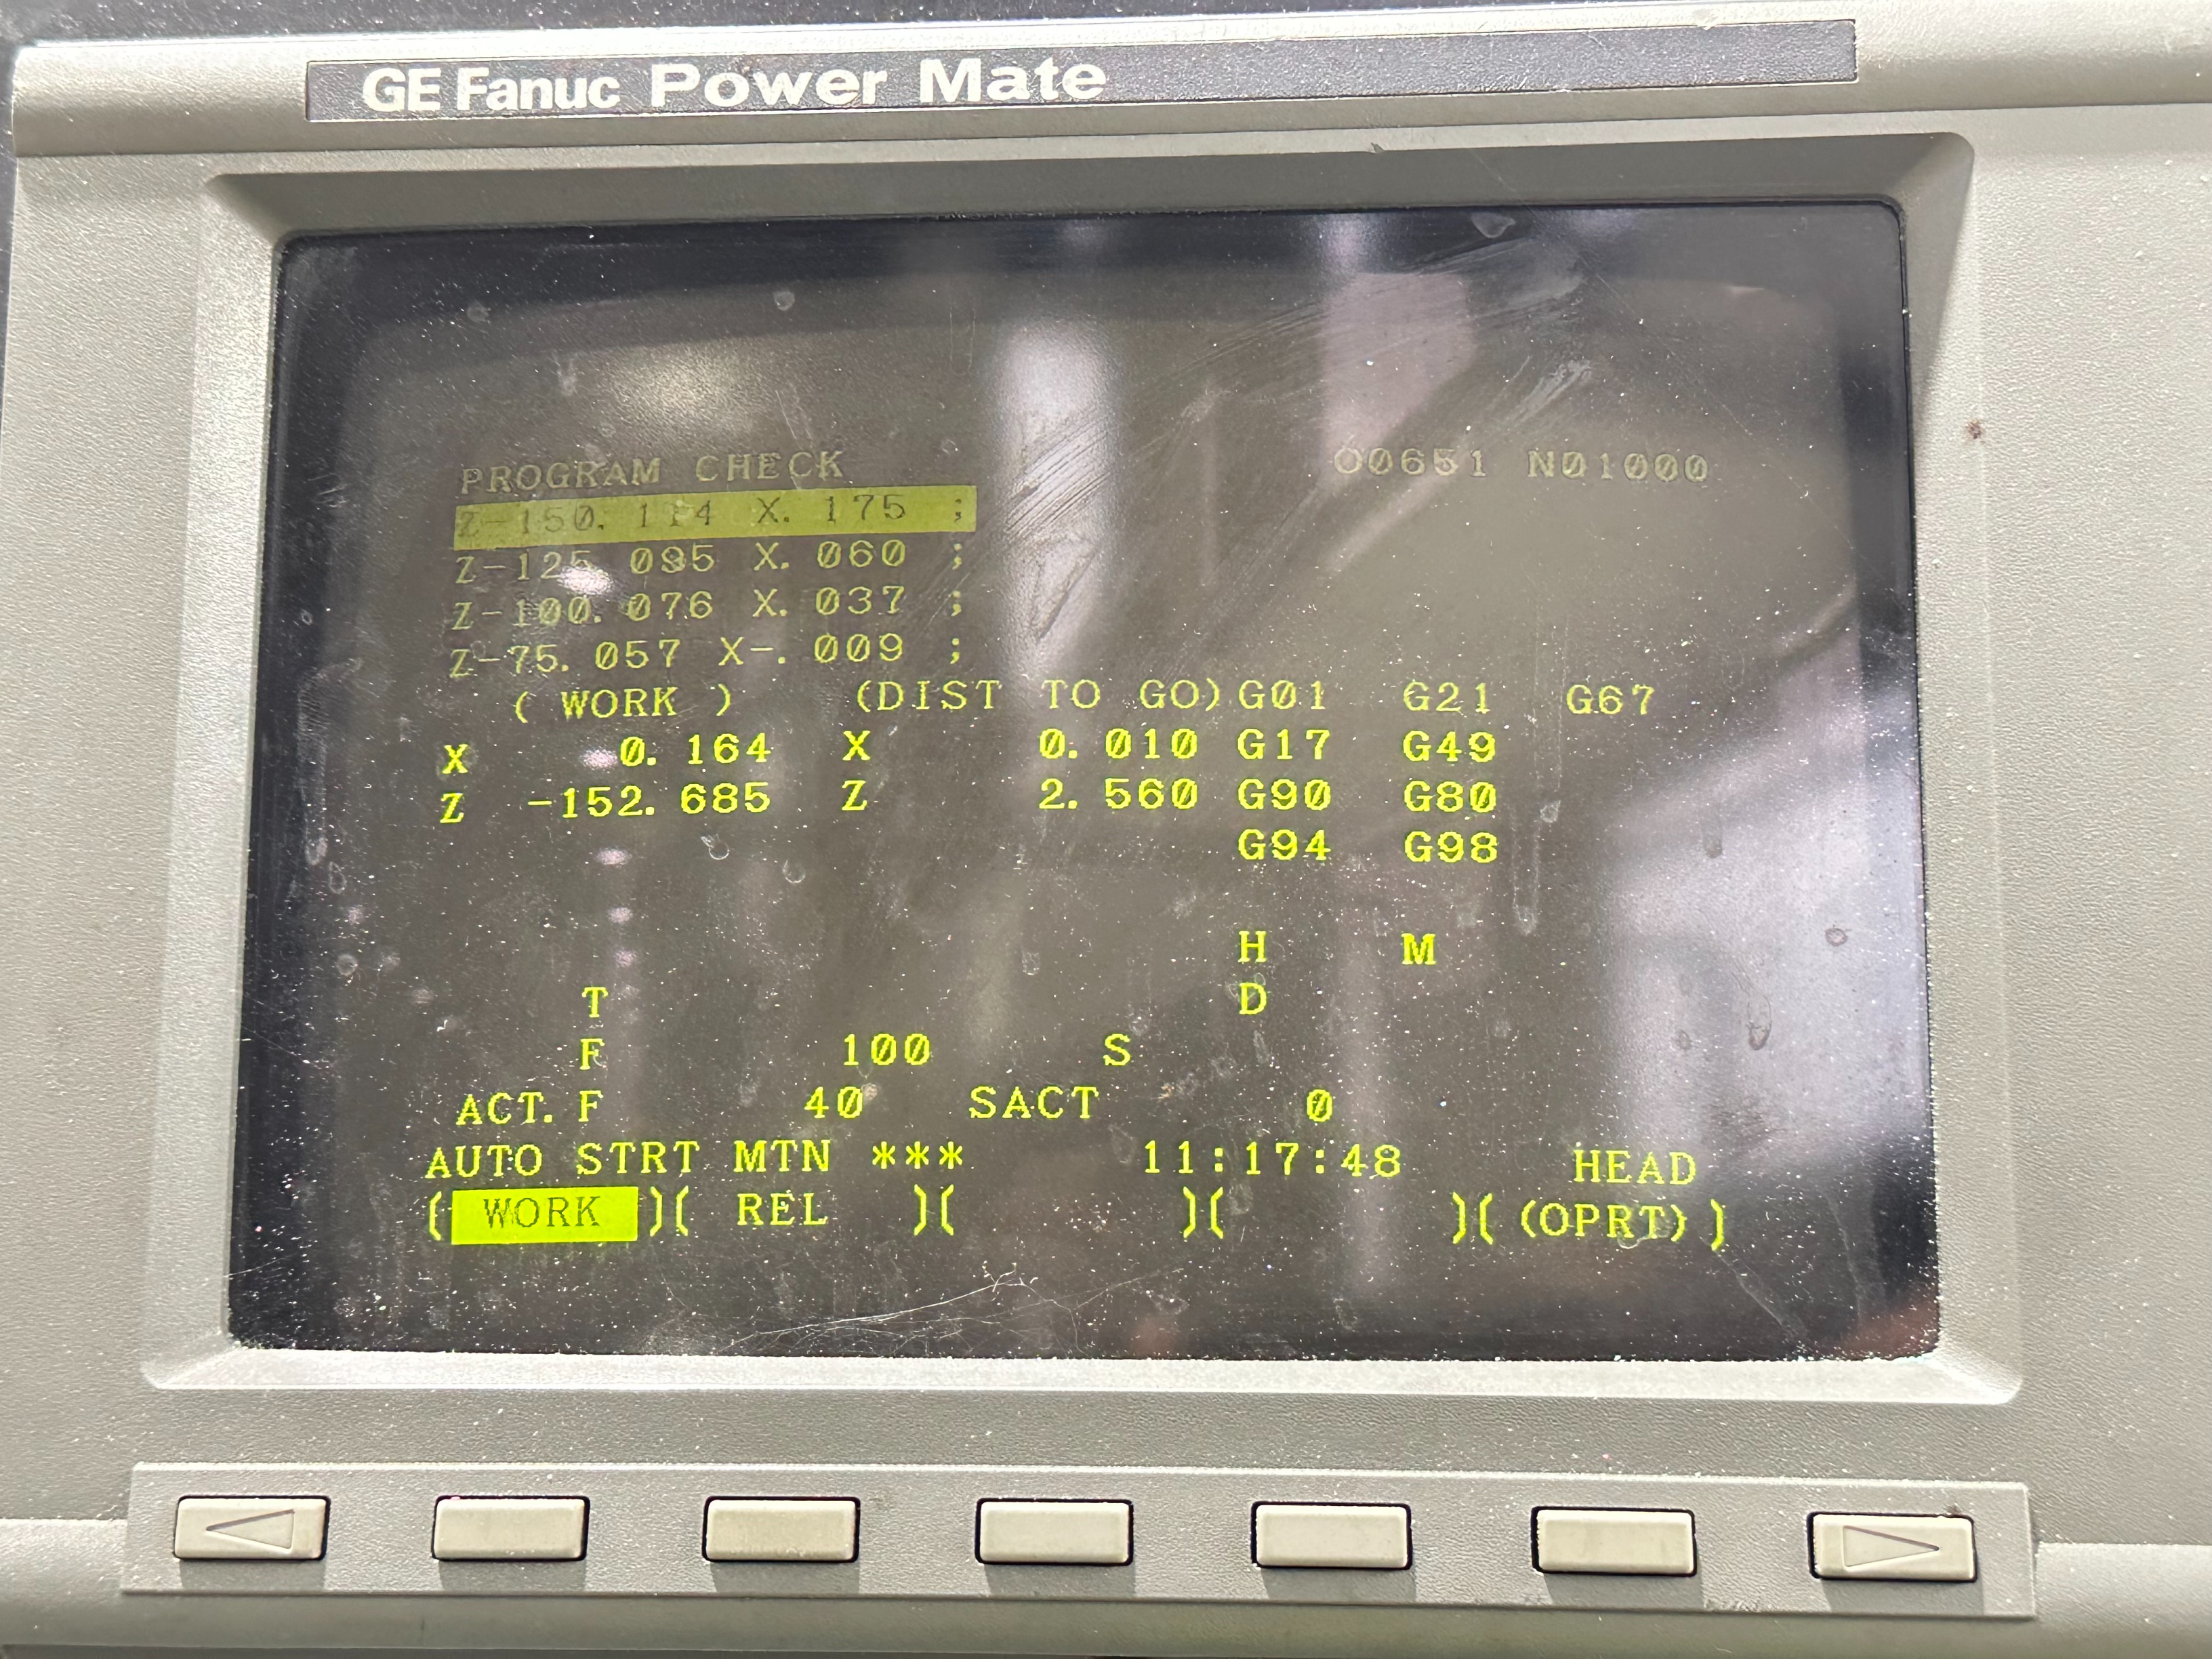 GE Fanuc Power Mate
PROGRAM CHECK O0651 N01000
Z-150.114 X.175 ;
Z-125.095 X.060 ;
Z-100.076 X.037 ;
Z-75.057 X-.009 ;
( WORK ) (DIST TO GO) G01 G21 G67
X 0.164 X 0.010 G17 G49
Z -152.685 Z 2.560 G90 G80
G94 G98
H M
T D
F 100 S
ACT.F 40 SACT 0
AUTO STRT MTN *** 11:17:48 HEAD
( WORK )( REL )( )( )( (OPRT) )